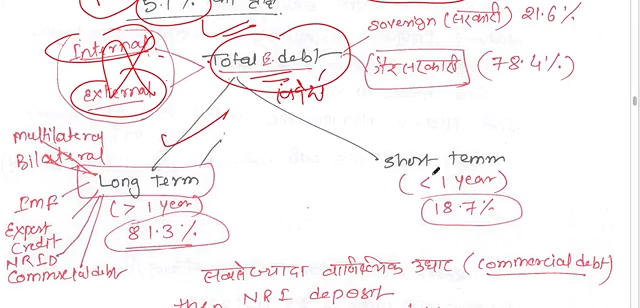 5.1%
sovereign (सरकारी) 21.6%
Internal
Total E. debt
गैर सरकारी (78.4%)
External
multilateral
Bilateral
Long term
short temm
(> 1 year)
(< 1 year)
Imf
81.3%
18.7%
Export
Credit
NRID
Commercial debt
सबसे ज्यादा वाणिज्यिक उधार (commercial debt)
then NRI deposit